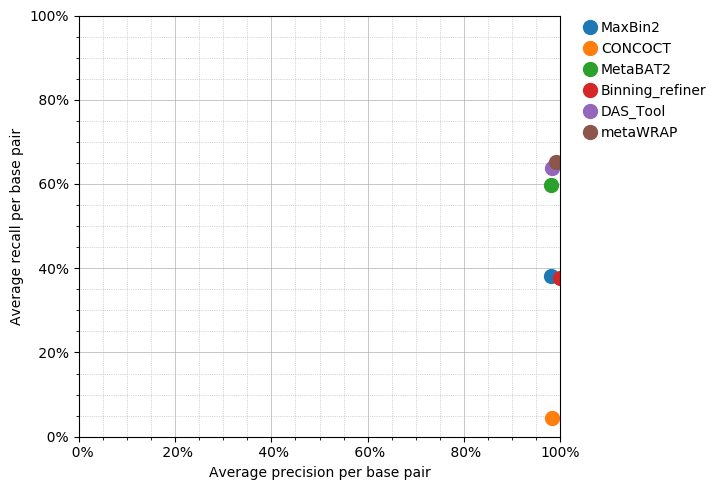 100%
80%
60%
40%
20%
0%
0%
20%
40%
60%
80%
100%
Average precision per base pair
Average recall per base pair
MaxBin2
CONCOCT
MetaBAT2
Binning_refiner
DAS_Tool
metaWRAP